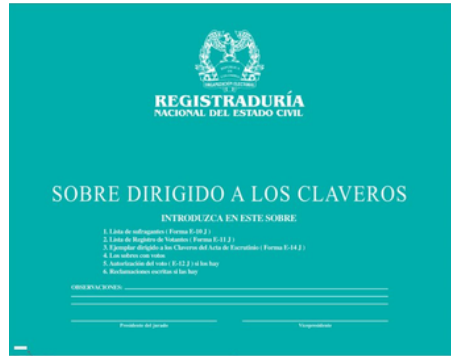 REGISTRADURÍA
NACIONAL DEL ESTADO CIVIL
SOBRE DIRIGIDO A LOS CLAVEROS
INTRODUZCA EN ESTE SOBRE
1. Lista de sufragantes ( Forma E-10 J )
2. Lista de Registro de Votantes ( Forma E-11 J )
3. Ejemplar dirigido a los Claveros del Acta de Escrutinio ( Forma E-14 J )
4. Los sobres con votos
5. Autorización del voto ( E-12 J ) si los hay
6. Reclamaciones escritas si las hay
OBSERVACIONES:
Presidente del jurado Vicepresidente